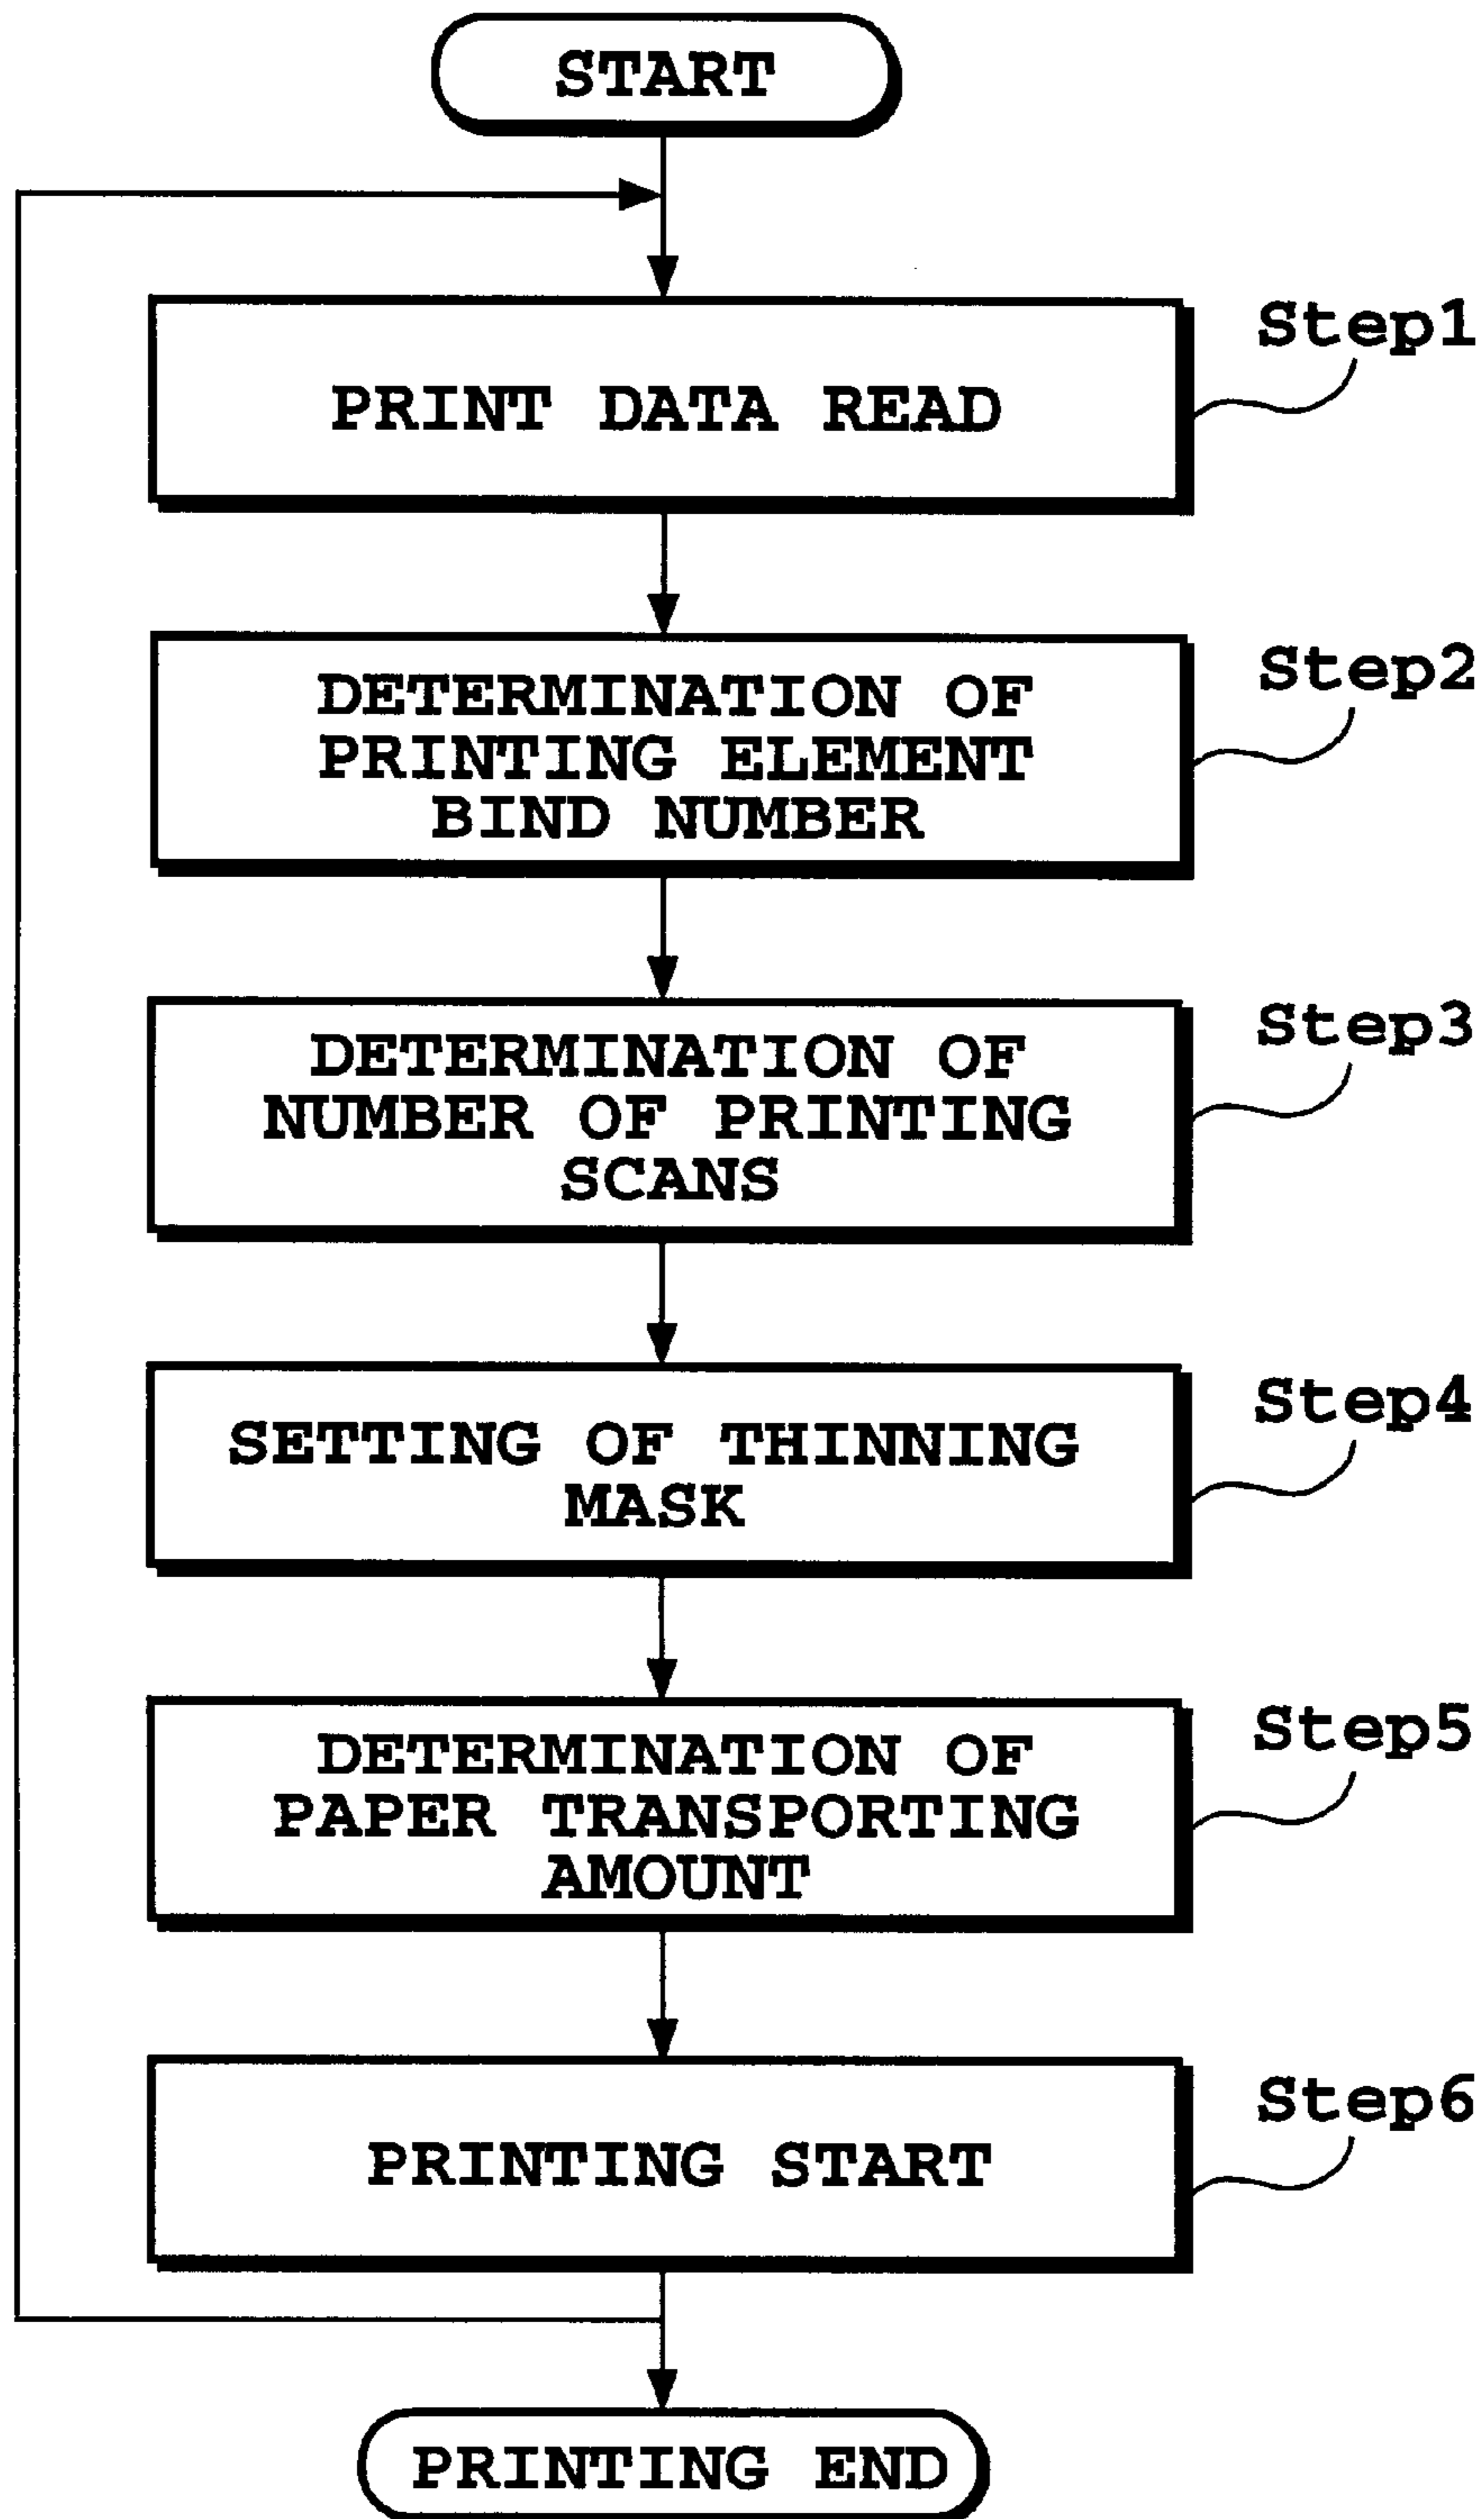 START
Step1
PRINT DATA READ
Step2
DETERMINATION OF
PRINTING ELEMENT
BIND NUMBER
Step3
DETERMINATION OF
NUMBER OF PRINTING
SCANS
Step4
SETTING OF THINNING
MASK
Step5
DETERMINATION OF
PAPER TRANSPORTING
AMOUNT
Step6
PRINTING START
PRINTING END